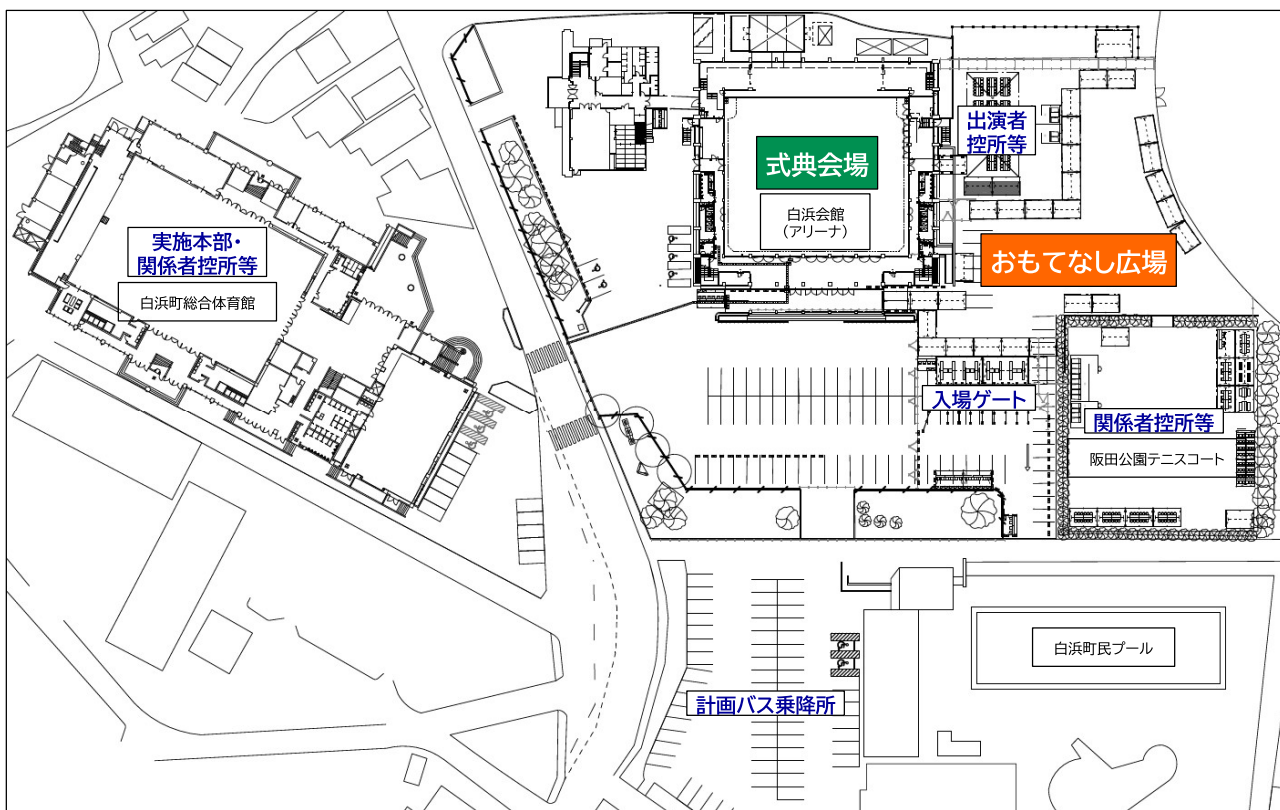 出演者
控所等
式典会場
白浜会館
(アリーナ)
実施本部・
関係者控所等
白浜町総合体育館
おもてなし広場
入場ゲート
関係者控所等
阪田公園テニスコート
白浜町民プール
計画バス乗降所